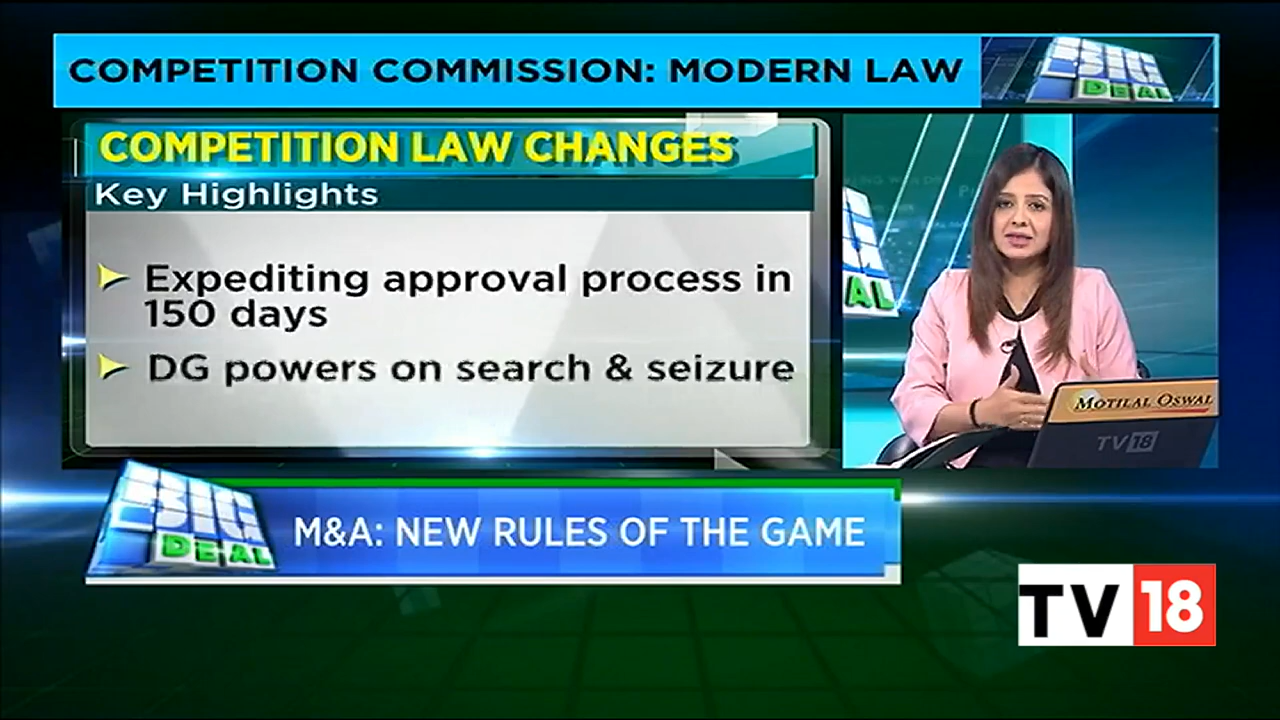 COMPETITION COMMISSION: MODERN LAW
BIG
DEAL
COMPETITION LAW CHANGES
Key Highlights
Expediting approval process in
150 days
DG powers on search & seizure
AL
MOTILAL OSWAL
TV18
BIG
DEAL
M&A: NEW RULES OF THE GAME
TV18